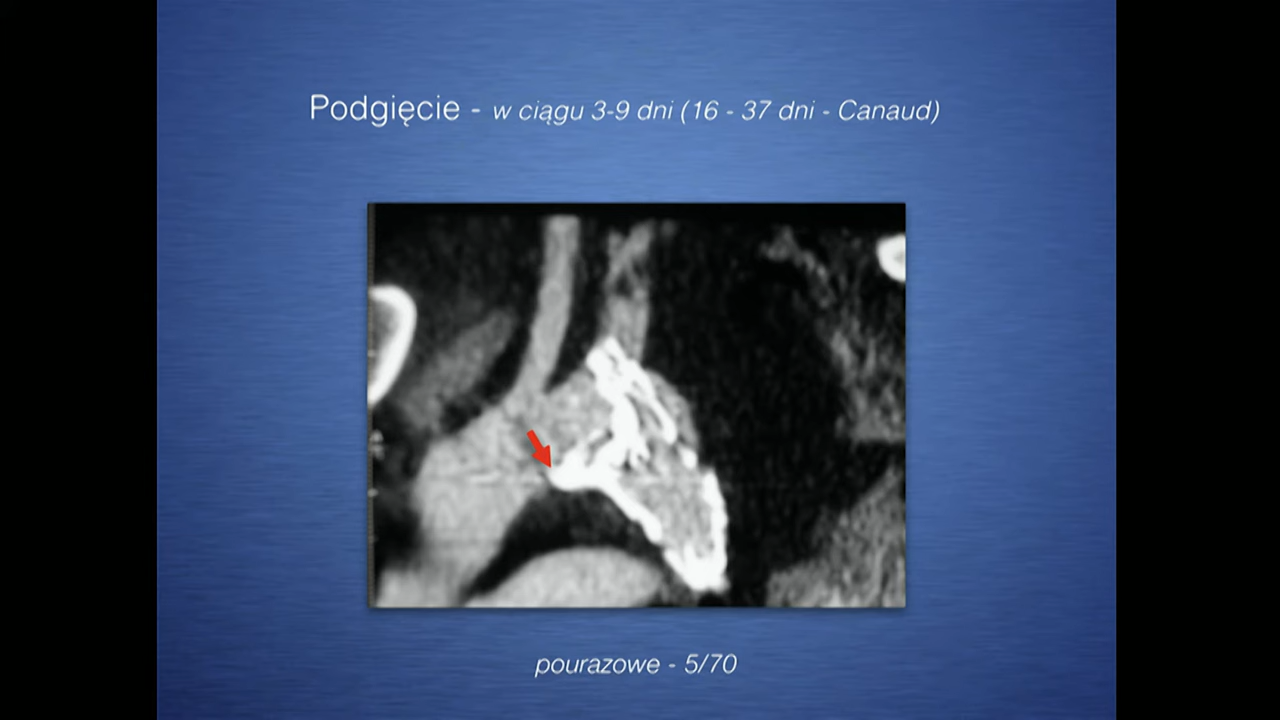 Podgięcie - w ciągu 3-9 dni (16 - 37 dni - Canaud)
pourazowe - 5/70